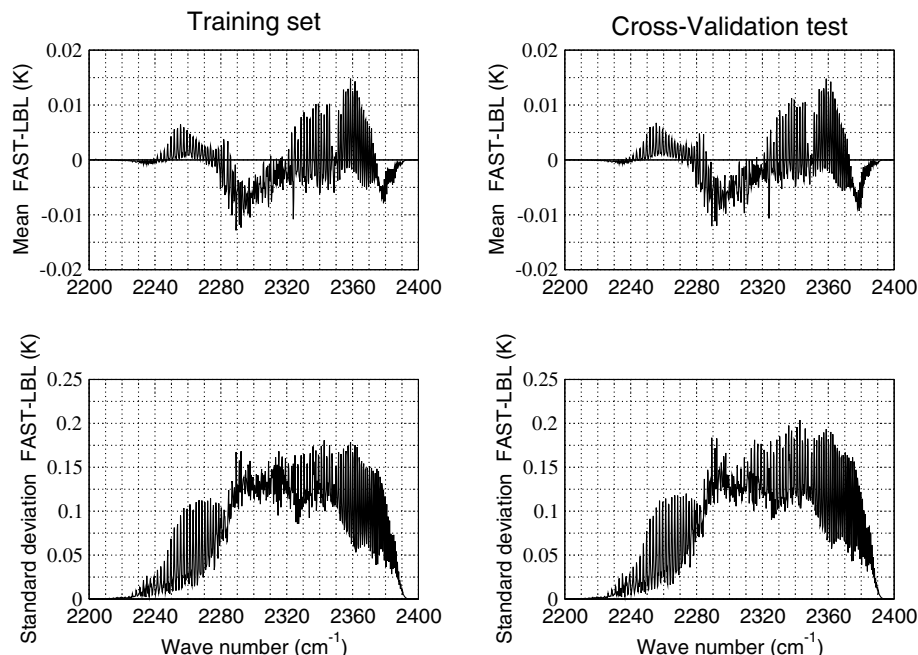 Training set
Cross-Validation test
Mean FAST-LBL (K)
0.02
0.01
0
-0.01
-0.02
2200 2240 2280 2320 2360 2400
Mean FAST-LBL (K)
0.02
0.01
0
-0.01
-0.02
2200 2240 2280 2320 2360 2400
Standard deviation FAST-LBL (K)
0.25
0.2
0.15
0.1
0.05
0
2200 2240 2280 2320 2360 2400
Wave number (cm⁻¹)
Standard deviation FAST-LBL (K)
0.25
0.2
0.15
0.1
0.05
0
2200 2240 2280 2320 2360 2400
Wave number (cm⁻¹)